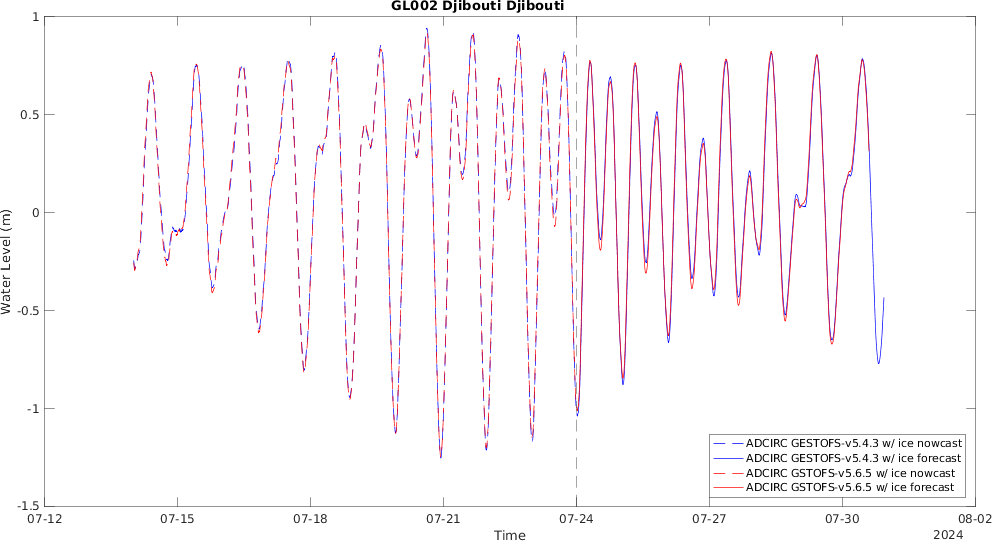 GL002 Djibouti Djibouti
1
0.5
0
-0.5
-1
-1.5
Water Level (m)
07-12
07-15
07-18
07-21
07-24
07-27
07-30
08-02
Time
2024
ADCIRC GESTOFS-v5.4.3 w/ ice nowcast
ADCIRC GESTOFS-v5.4.3 w/ ice forecast
ADCIRC GSTOFS-v5.6.5 w/ ice nowcast
ADCIRC GSTOFS-v5.6.5 w/ ice forecast